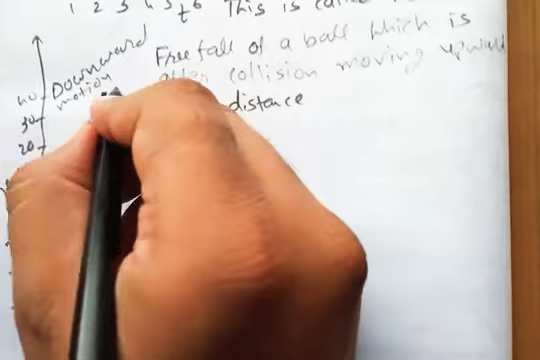 1 2 3 4 5 t 6 This is
Downward
motion
Free fall of a ball which is
after collision moving upward
distance
40
30
20